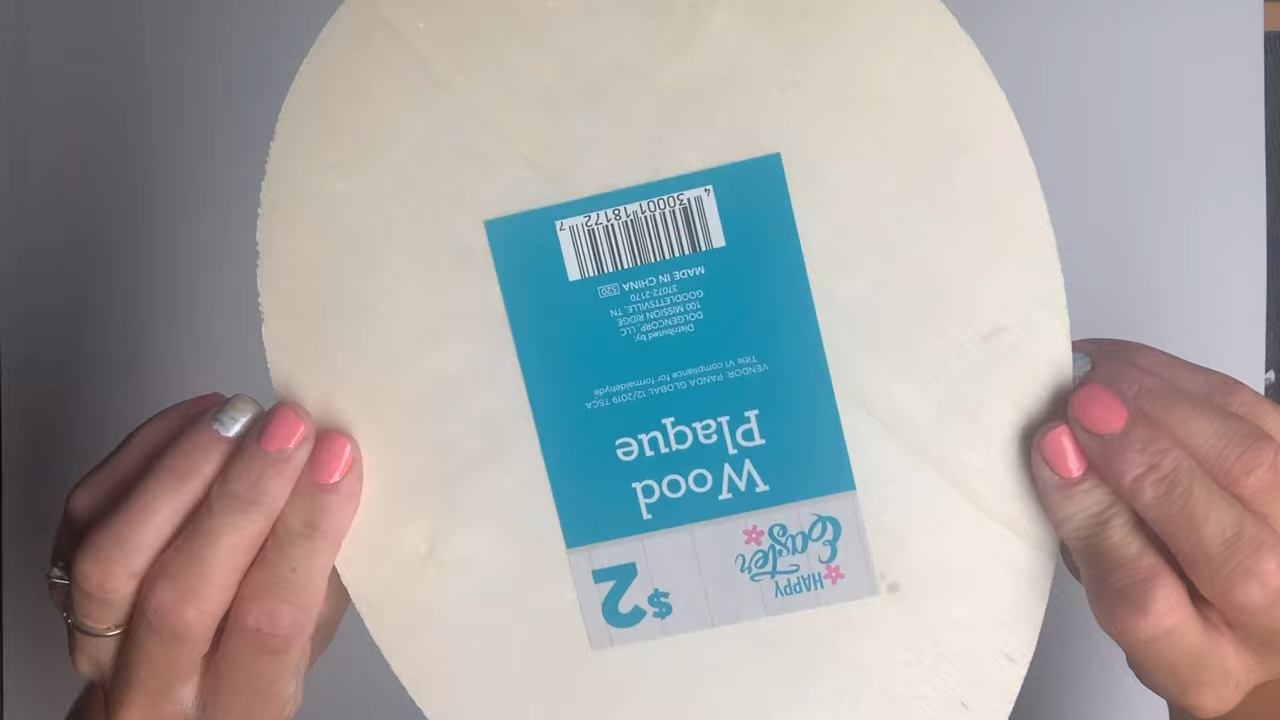 $2
HAPPY
Easter
Wood
Plaque
VENDOR: PANDA GLOBAL 12/2019 TSCA
Title VI compliance for formaldehyde
Distributed by:
DOLGENCORP, LLC
100 MISSION RIDGE
GOODLETTSVILLE, TN
37072-2170
MADE IN CHINA S20
4 30001 18172 7